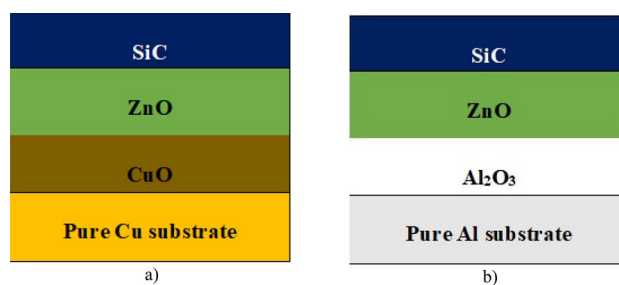 SiC
ZnO
CuO
Pure Cu substrate
a)
SiC
ZnO
Al₂O₃
Pure Al substrate
b)